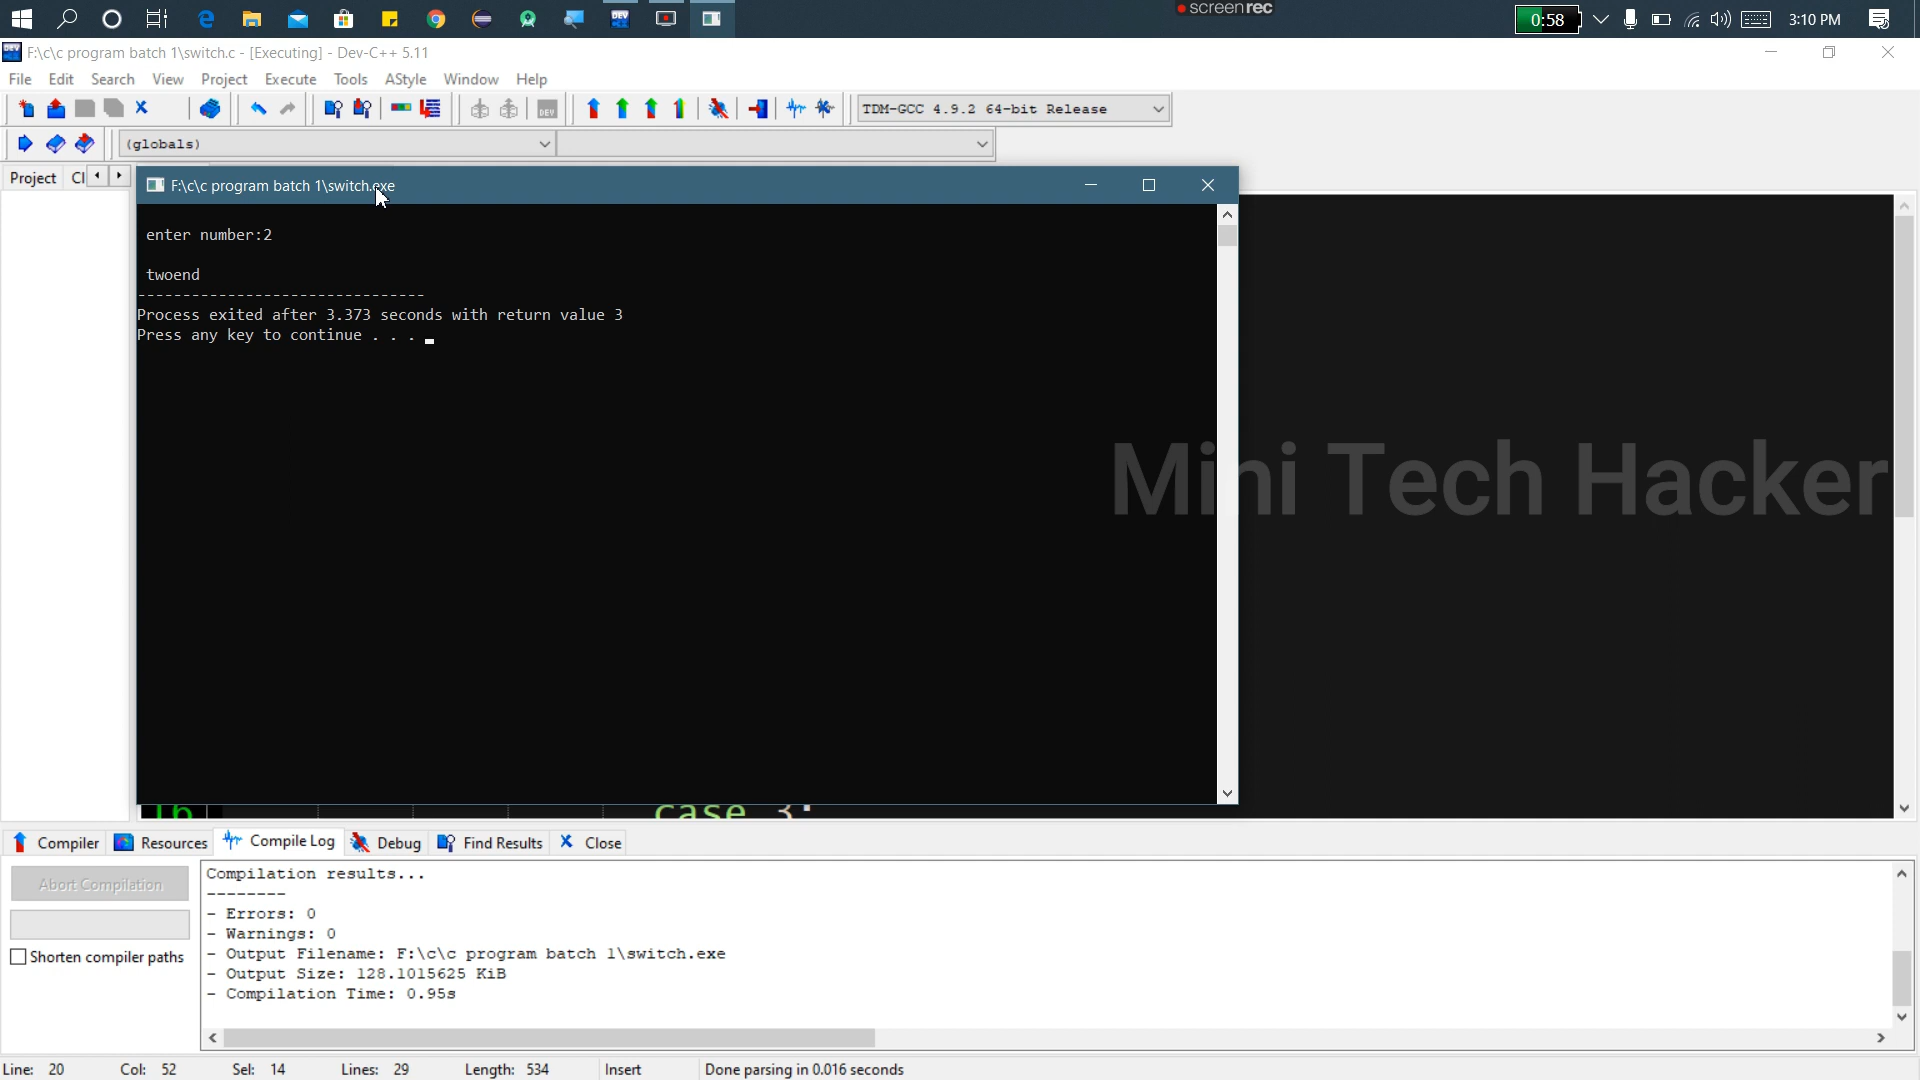 screenrec
0:58
3:10 PM
F:\c\c program batch 1\switch.c - [Executing] - Dev-C++ 5.11
File Edit Search View Project Execute Tools AStyle Window Help
TDM-GCC 4.9.2 64-bit Release
(globals)
Project Cl
F:\c\c program batch 1\switch.exe
enter number:2
twoend
--------------------------------
Process exited after 3.373 seconds with return value 3
Press any key to continue . . .
Mini Tech Hacker
16 case 3:
Compiler Resources Compile Log Debug Find Results Close
Abort Compilation
Shorten compiler paths
Compilation results...
--------
- Errors: 0
- Warnings: 0
- Output Filename: F:\c\c program batch 1\switch.exe
- Output Size: 128.1015625 KiB
- Compilation Time: 0.95s
Line: 20 Col: 52 Sel: 14 Lines: 29 Length: 534 Insert Done parsing in 0.016 seconds